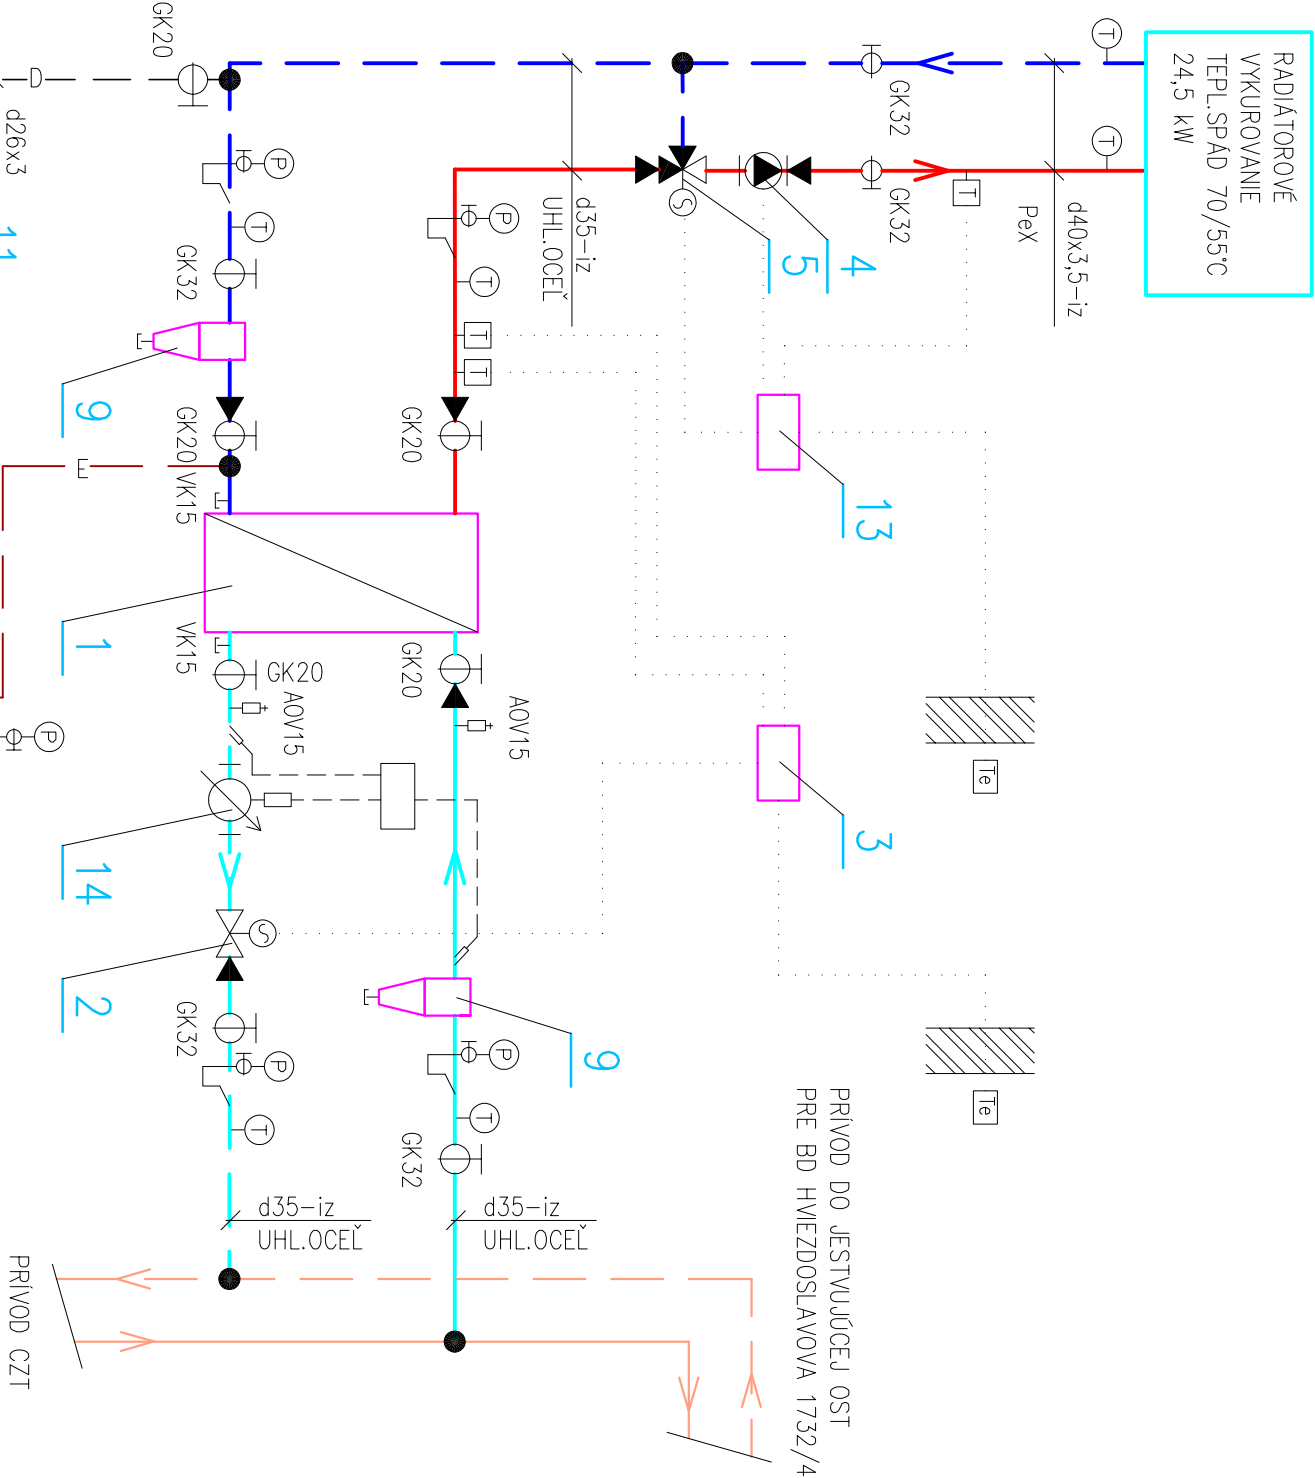 RADIÁTOROVÉ
VYKUROVANIE
TEPL.SPÁD 70/55°C
24,5 kW
T
T
GK32
GK32
T
d40x3,5-iz
PeX
S
4
5
d35-iz
UHL.OCEĽ
GK20
D
d26x3
11
P
T
GK32
9
GK20
VK15
E
P
T
T
T
GK20
13
3
Te
Te
1
VK15
GK20
AOV15
GK20
AOV15
P
14
S
2
GK32
P
T
9
P
T
GK32
d35-iz
UHL.OCEĽ
d35-iz
UHL.OCEĽ
PRÍVOD DO JESTVUJÚCEJ OST
PRE BD HVIEZDOSLAVOVA 1732/4
PRÍVOD CZT